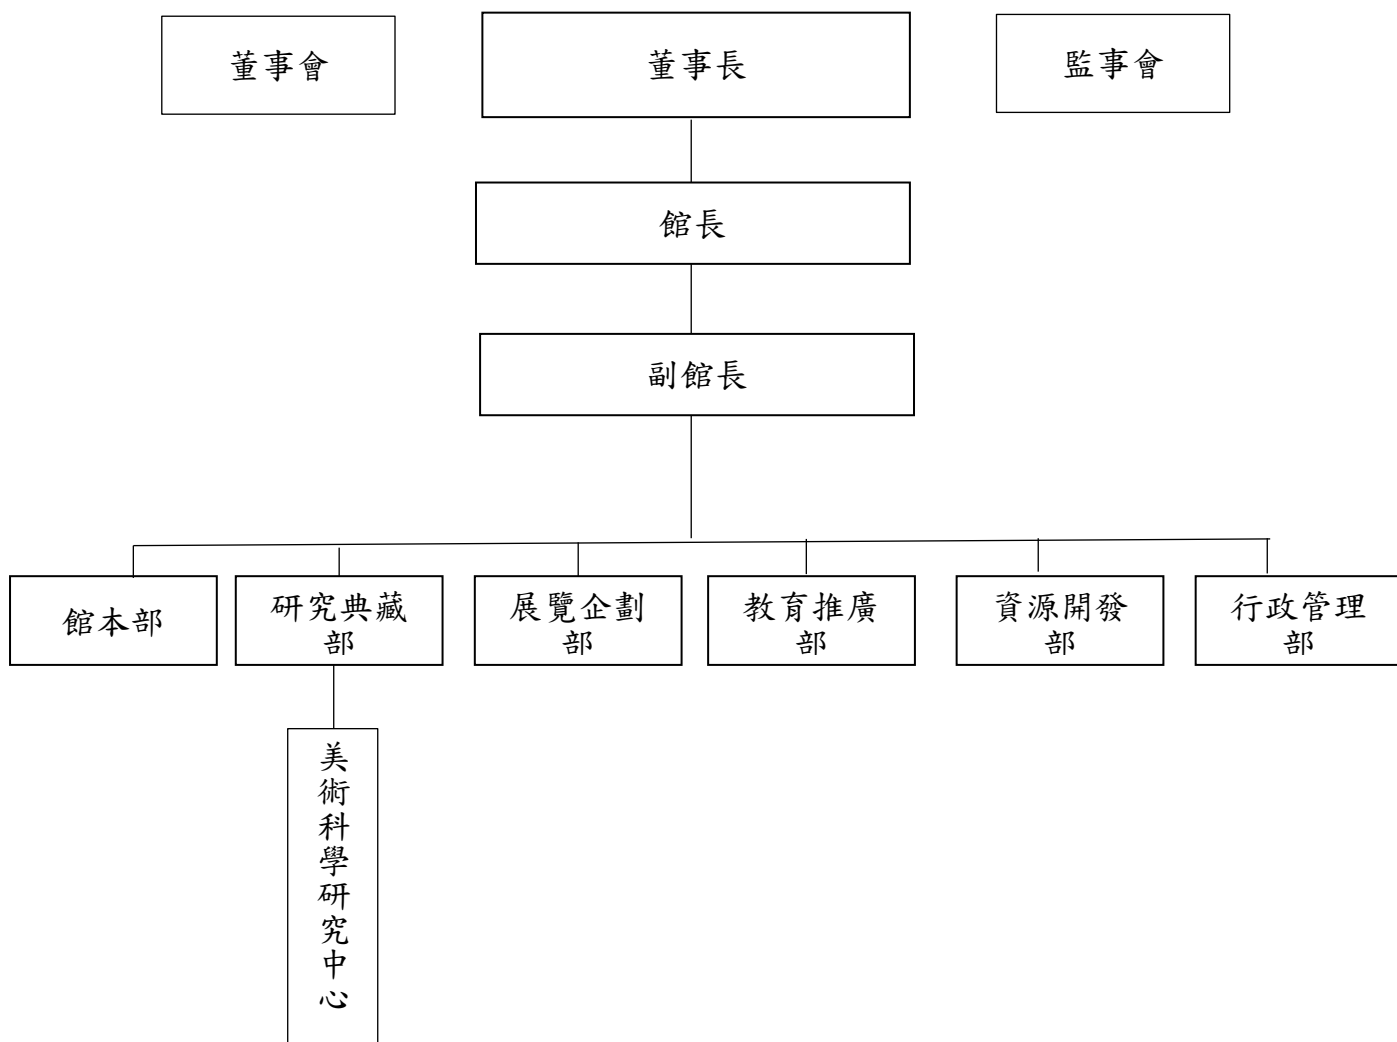 董事會
董事長
監事會
館長
副館長
館本部
研究典藏
部
展覽企劃
部
教育推廣
部
資源開發
部
行政管理
部
美術科學研究中心